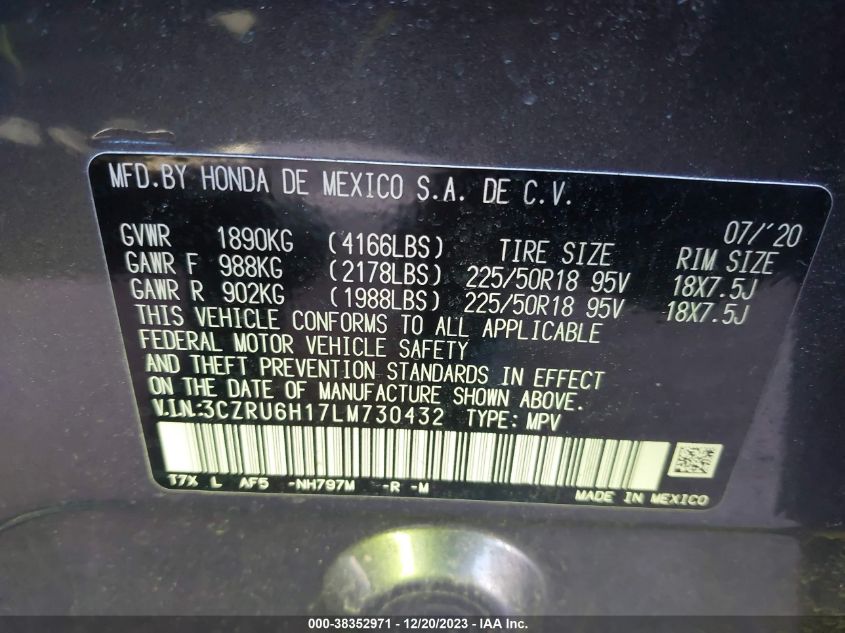 MFD.BY HONDA DE MEXICO S.A. DE C.V.
07/'20
GVWR 1890KG (4166LBS) TIRE SIZE RIM SIZE
GAWR F 988KG (2178LBS) 225/50R18 95V 18X7.5J
GAWR R 902KG (1988LBS) 225/50R18 95V 18X7.5J
THIS VEHICLE CONFORMS TO ALL APPLICABLE
FEDERAL MOTOR VEHICLE SAFETY
AND THEFT PREVENTION STANDARDS IN EFFECT
ON THE DATE OF MANUFACTURE SHOWN ABOVE.
V.I.N.:3CZRU6H17LM730432 TYPE: MPV
T7X L AF5 -NH797M -R -M
MADE IN MEXICO
000-38352971 - 12/20/2023 - IAA Inc.